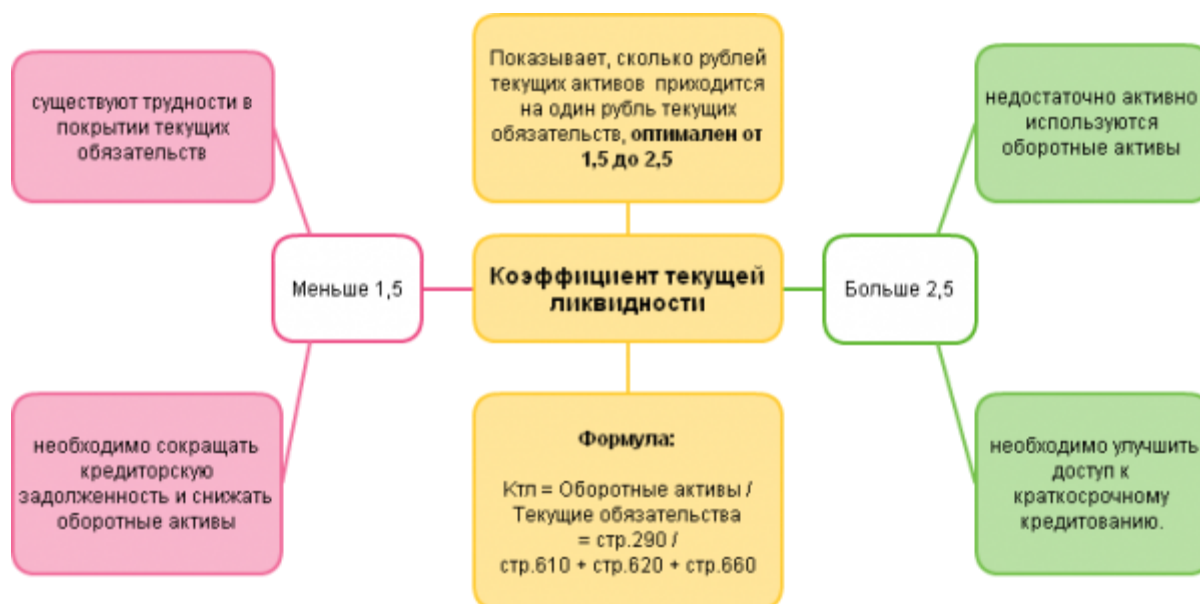 существуют трудности в
покрытии текущих
обязательств
Показывает, сколько рублей
текущих активов приходится
на один рубль текущих
обязательств, оптимален от
1,5 до 2,5
недостаточно активно
используются
оборотные активы
Меньше 1,5
Коэффициент текущей
ликвидности
Больше 2,5
необходимо сокращать
кредиторскую
задолженность и снижать
оборотные активы
Формула:
Ктл = Оборотные активы /
Текущие обязательства
= стр.290 /
стр.610 + стр.620 + стр.660
необходимо улучшить
доступ к
краткосрочному
кредитованию.